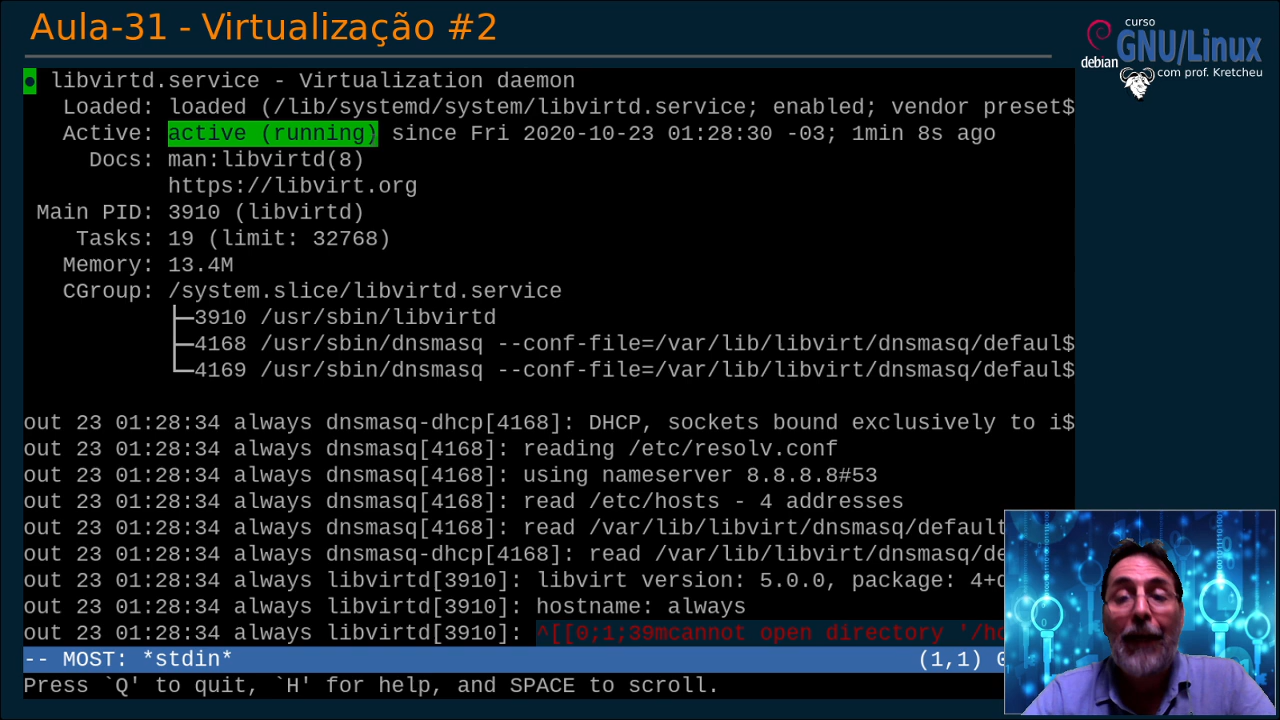 Aula-31 - Virtualização #2
curso
GNU/Linux
debian
com prof. Kretcheu
● libvirtd.service - Virtualization daemon
Loaded: loaded (/lib/systemd/system/libvirtd.service; enabled; vendor preset$
Active: active (running) since Fri 2020-10-23 01:28:30 -03; 1min 8s ago
Docs: man:libvirtd(8)
https://libvirt.org
Main PID: 3910 (libvirtd)
Tasks: 19 (limit: 32768)
Memory: 13.4M
CGroup: /system.slice/libvirtd.service
├─3910 /usr/sbin/libvirtd
├─4168 /usr/sbin/dnsmasq --conf-file=/var/lib/libvirt/dnsmasq/defaul$
└─4169 /usr/sbin/dnsmasq --conf-file=/var/lib/libvirt/dnsmasq/defaul$
out 23 01:28:34 always dnsmasq-dhcp[4168]: DHCP, sockets bound exclusively to i$
out 23 01:28:34 always dnsmasq[4168]: reading /etc/resolv.conf
out 23 01:28:34 always dnsmasq[4168]: using nameserver 8.8.8.8#53
out 23 01:28:34 always dnsmasq[4168]: read /etc/hosts - 4 addresses
out 23 01:28:34 always dnsmasq[4168]: read /var/lib/libvirt/dnsmasq/default
out 23 01:28:34 always dnsmasq-dhcp[4168]: read /var/lib/libvirt/dnsmasq/de
out 23 01:28:34 always libvirtd[3910]: libvirt version: 5.0.0, package: 4+d
out 23 01:28:34 always libvirtd[3910]: hostname: always
out 23 01:28:34 always libvirtd[3910]: ^[[0;1;39mcannot open directory '/ho
-- MOST: *stdin* (1,1) 0
Press `Q' to quit, `H' for help, and SPACE to scroll.